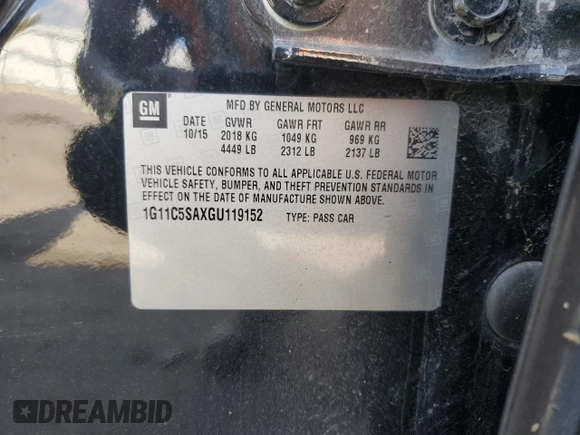 GM
MFD BY GENERAL MOTORS LLC
DATE GVWR GAWR FRT GAWR RR
10/15 2018 KG 1049 KG 969 KG
4449 LB 2312 LB 2137 LB
THIS VEHICLE CONFORMS TO ALL APPLICABLE U.S. FEDERAL MOTOR
VEHICLE SAFETY, BUMPER, AND THEFT PREVENTION STANDARDS IN
EFFECT ON THE DATE OF MANUFACTURE SHOWN ABOVE.
1G11C5SAXGU119152 TYPE: PASS CAR
DREAMBID